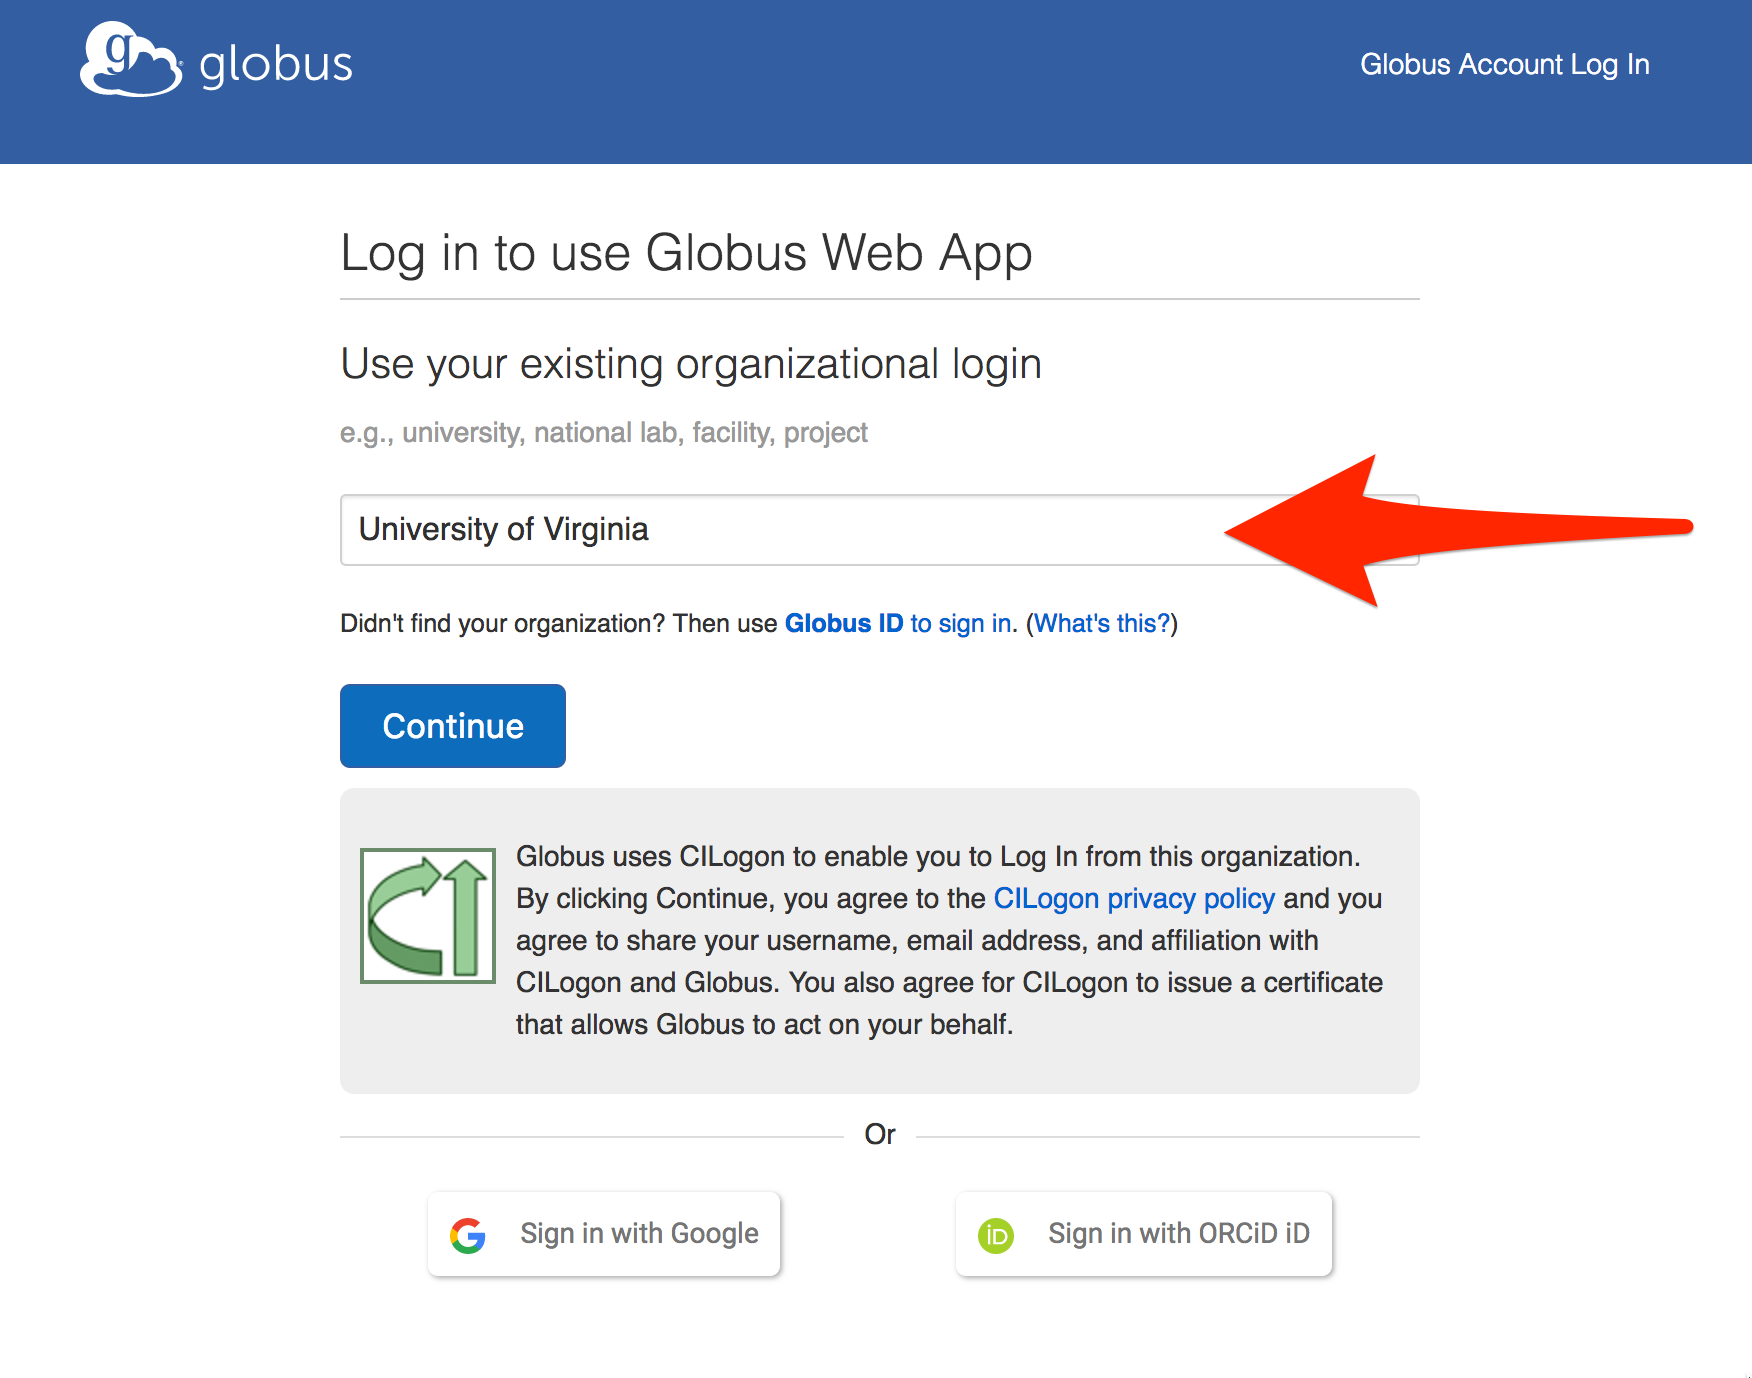 globus
Globus Account Log In
Log in to use Globus Web App
Use your existing organizational login
e.g., university, national lab, facility, project
University of Virginia
Didn't find your organization? Then use Globus ID to sign in. (What's this?)
Continue
Globus uses CILogon to enable you to Log In from this organization.
By clicking Continue, you agree to the CILogon privacy policy and you
agree to share your username, email address, and affiliation with
CILogon and Globus. You also agree for CILogon to issue a certificate
that allows Globus to act on your behalf.
Or
Sign in with Google
Sign in with ORCiD iD